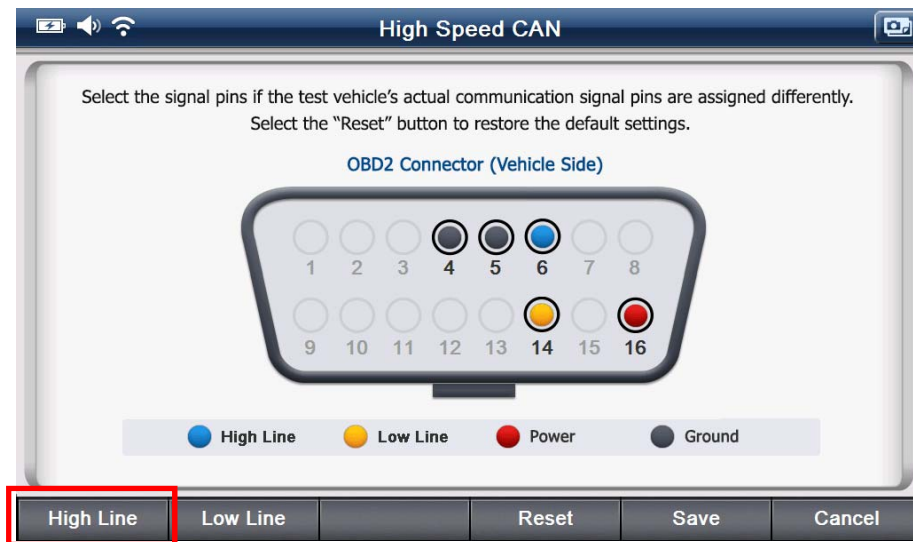 High Speed CAN
Select the signal pins if the test vehicle's actual communication signal pins are assigned differently.
Select the "Reset" button to restore the default settings.
OBD2 Connector (Vehicle Side)
1 2 3 4 5 6 7 8
9 10 11 12 13 14 15 16
High Line Low Line Power Ground
High Line Low Line Reset Save Cancel